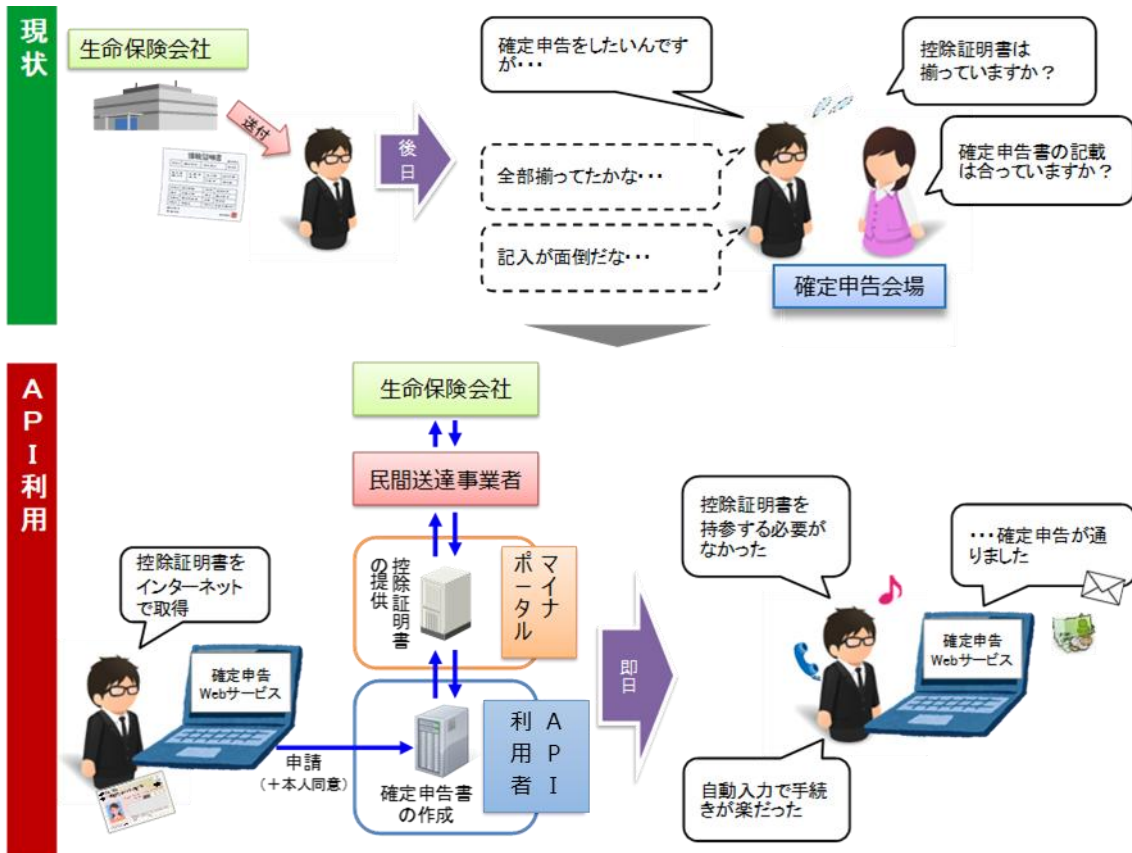 現状
生命保険会社
送付
保険証明書
後日
確定申告をしたいんです
が・・・
全部揃ってたかな・・・
記入が面倒だな・・・
控除証明書は
揃っていますか？
確定申告書の記載
は合っていますか？
確定申告会場
API利用
生命保険会社
民間送達事業者
控除証明書
の提供
マイナ
ポータル
控除証明書を
インターネット
で取得
確定申告
Webサービス
申請
（＋本人同意）
確定申告書
の作成
API
利用者
即日
控除証明書を
持参する必要が
なかった
・・・確定申告が通
りました
確定申告
Webサービス
自動入力で手続
きが楽だった